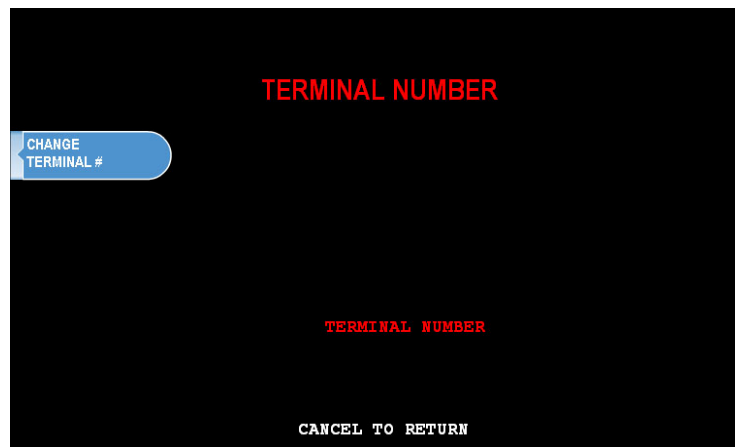 TERMINAL NUMBER
CHANGE
TERMINAL #
TERMINAL NUMBER
CANCEL TO RETURN